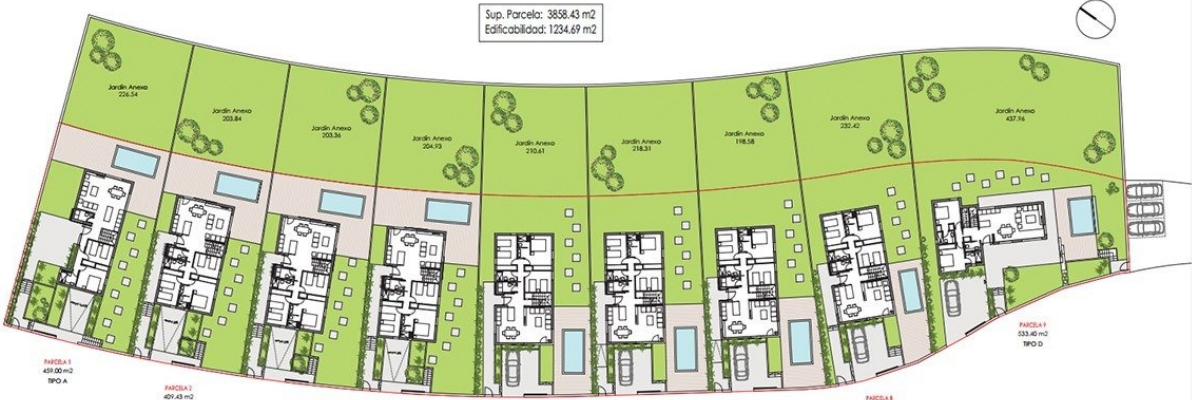 Sup. Parcela: 3858.43 m2
Edificabilidad: 1234.69 m2
Jardín Anexo
226.54
Jardín Anexo
203.84
Jardín Anexo
203.36
Jardín Anexo
204.93
Jardín Anexo
210.61
Jardín Anexo
218.31
Jardín Anexo
198.58
Jardín Anexo
232.42
Jardín Anexo
437.96
PARCELA 1
459.00 m2
TIPO A
PARCELA 2
409.43 m2
PARCELA 8
PARCELA 9
533.40 m2
TIPO D